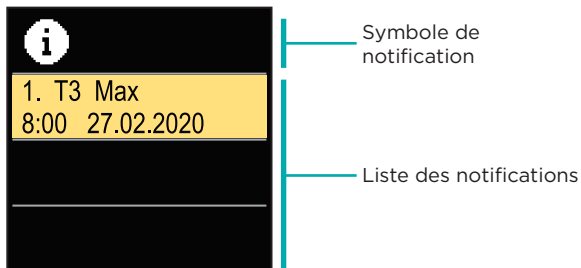 i
1. T3 Max
8:00 27.02.2020
Symbole de
notification
Liste des notifications